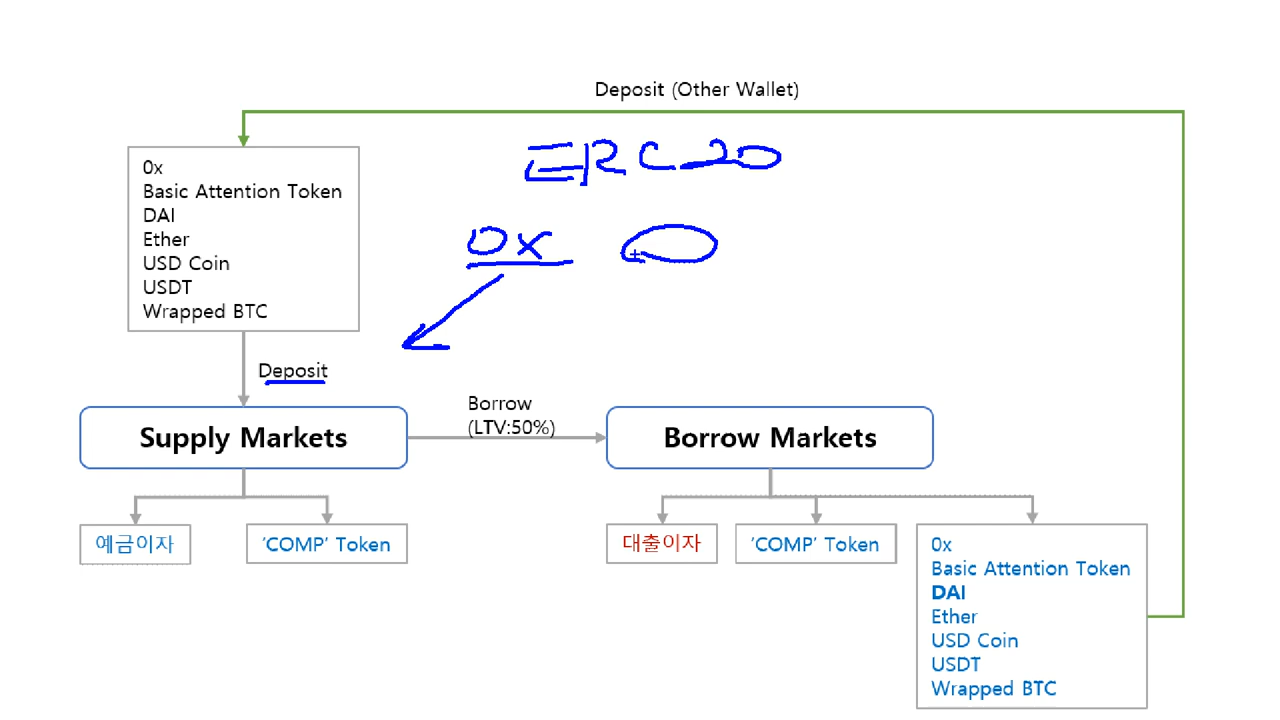 Deposit (Other Wallet)
0x
Basic Attention Token
DAI
Ether
USD Coin
USDT
Wrapped BTC
ERC20
0x
Deposit
Supply Markets
Borrow
(LTV:50%)
Borrow Markets
예금이자
'COMP' Token
대출이자
'COMP' Token
0x
Basic Attention Token
DAI
Ether
USD Coin
USDT
Wrapped BTC